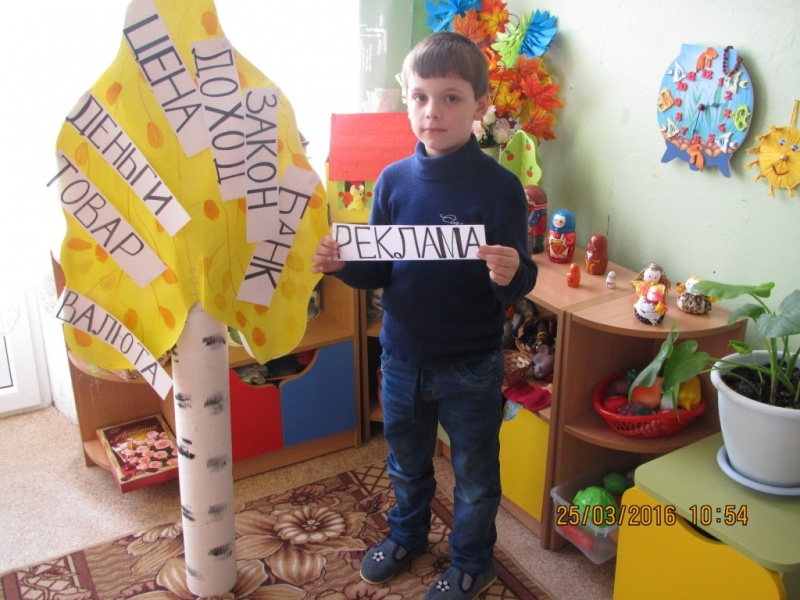 ЦЕНА
ДОХОД
ЗАКОН
ДЕНЬГИ
ТОВАР
БАНК
ВАЛЮТА
РЕКЛАМА
25/03/2016 10:54